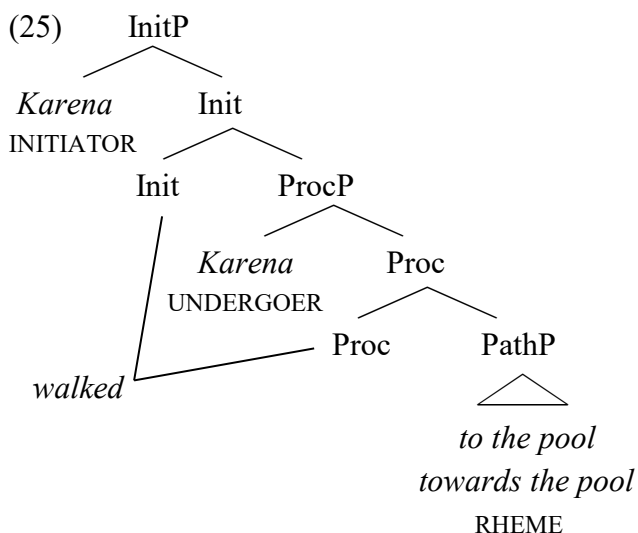 (25) InitP
Karena Init
INITIATOR
Init ProcP
Karena Proc
UNDERGOER
Proc PathP
walked
to the pool
towards the pool
RHEME